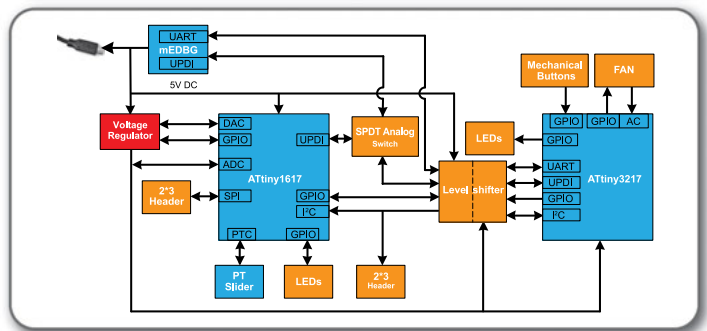 UART
mEDBG
UPDI
5V DC
Voltage
Regulator
DAC
GPIO
ADC
SPI
UPDI
ATtiny1617
GPIO
I²C
PTC
GPIO
2*3
Header
PT
Slider
LEDs
2*3
Header
SPDT Analog
Switch
Level shifter
Mechanical
Buttons
FAN
LEDs
GPIO
GPIO
AC
GPIO
UART
UPDI
GPIO
I²C
ATtiny3217